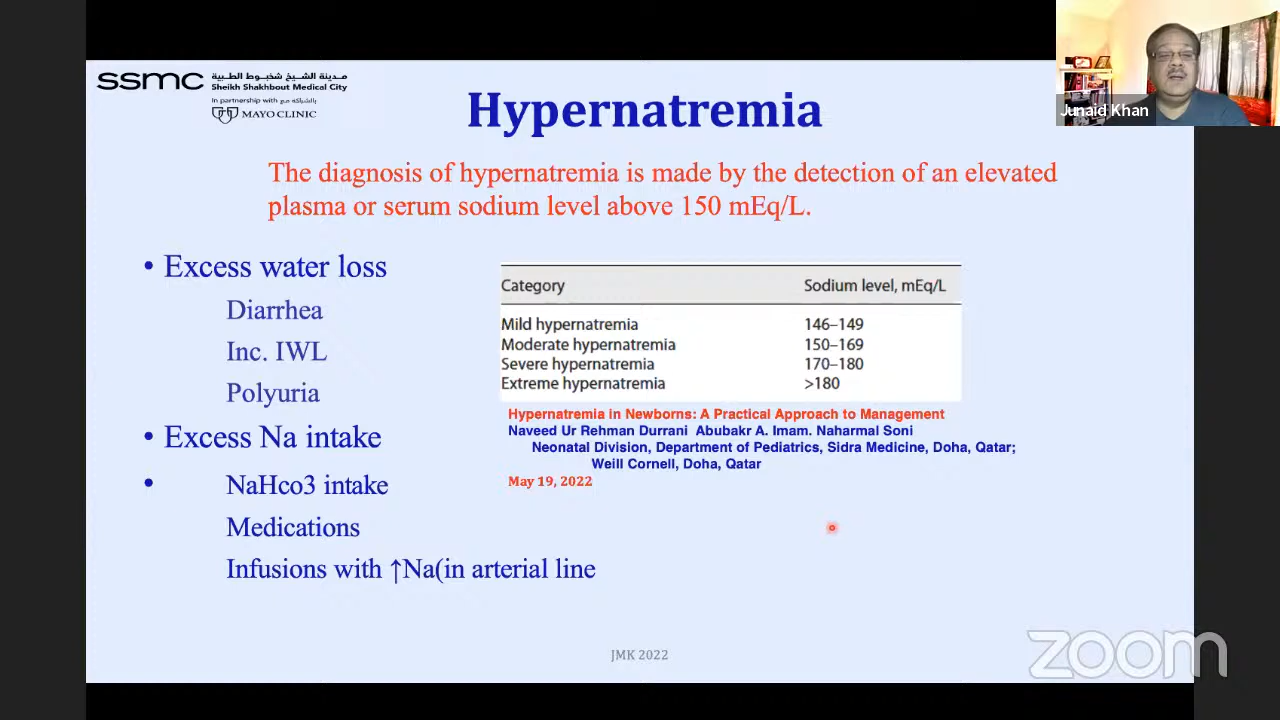 ssmc
مدينة الشيخ شخبوط الطبية
Sheikh Shakhbout Medical City
In partnership with بالشراكة مع
MAYO CLINIC
Junaid Khan
Hypernatremia
The diagnosis of hypernatremia is made by the detection of an elevated
plasma or serum sodium level above 150 mEq/L.
• Excess water loss
Diarrhea
Inc. IWL
Polyuria
• Excess Na intake
• NaHco3 intake
Medications
Infusions with ↑Na(in arterial line
Category Sodium level, mEq/L
Mild hypernatremia 146–149
Moderate hypernatremia 150–169
Severe hypernatremia 170–180
Extreme hypernatremia >180
Hypernatremia in Newborns: A Practical Approach to Management
Naveed Ur Rehman Durrani Abubakr A. Imam. Naharmal Soni
Neonatal Division, Department of Pediatrics, Sidra Medicine, Doha, Qatar;
Weill Cornell, Doha, Qatar
May 19, 2022
JMK 2022
zoom